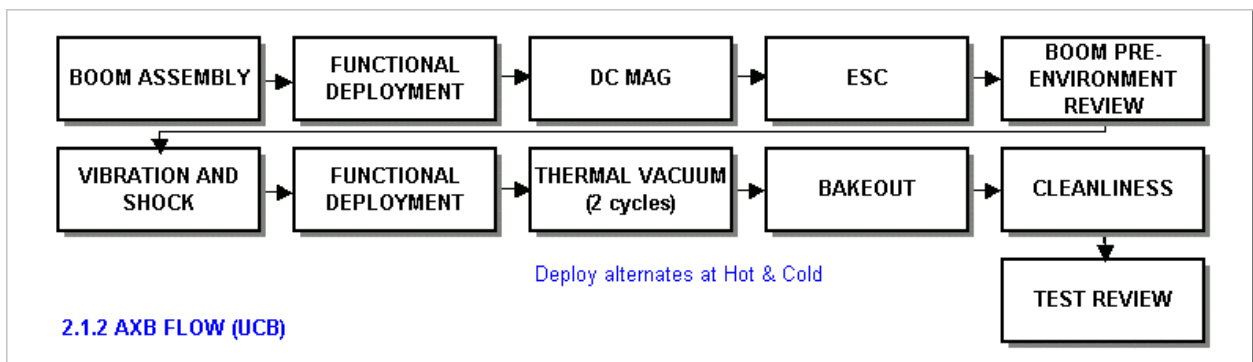 BOOM ASSEMBLY
FUNCTIONAL
DEPLOYMENT
DC MAG
ESC
BOOM PRE-
ENVIRONMENT
REVIEW
VIBRATION AND
SHOCK
FUNCTIONAL
DEPLOYMENT
THERMAL VACUUM
(2 cycles)
BAKEOUT
CLEANLINESS
Deploy alternates at Hot & Cold
TEST REVIEW
2.1.2 AXB FLOW (UCB)